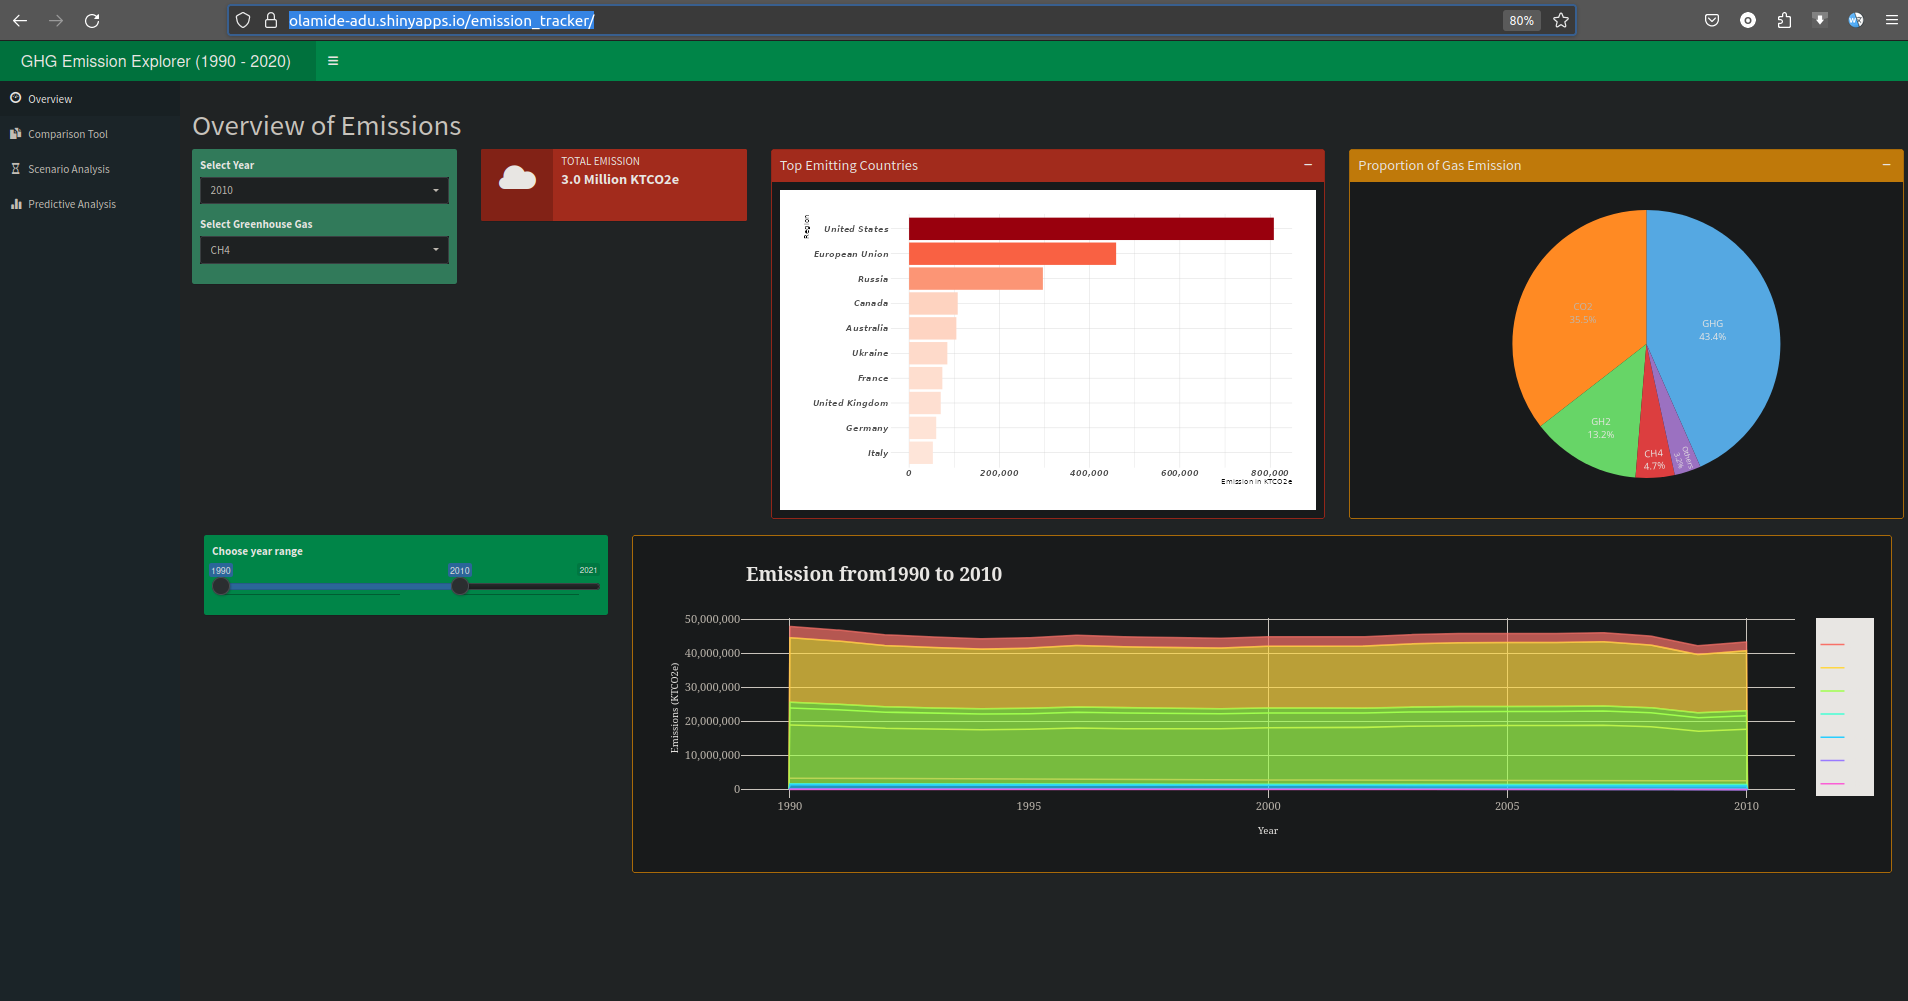 olamide-adu.shinyapps.io/emission_tracker/
80%
GHG Emission Explorer (1990 - 2020)
Overview
Comparison Tool
Scenario Analysis
Predictive Analysis
Overview of Emissions
Select Year
2010
Select Greenhouse Gas
CH4
TOTAL EMISSION
3.0 Million KTCO2e
Top Emitting Countries
Region
United States
European Union
Russia
Canada
Australia
Ukraine
France
United Kingdom
Germany
Italy
0 200,000 400,000 600,000 800,000
Emission in KTCO2e
Proportion of Gas Emission
CO2
35.5%
GHG
43.4%
GH2
13.2%
CH4
4.7%
Others
3.2%
Choose year range
1990 2010 2021
Emission from1990 to 2010
Emissions (KTCO2e)
50,000,000
40,000,000
30,000,000
20,000,000
10,000,000
0
1990 1995 2000 2005 2010
Year